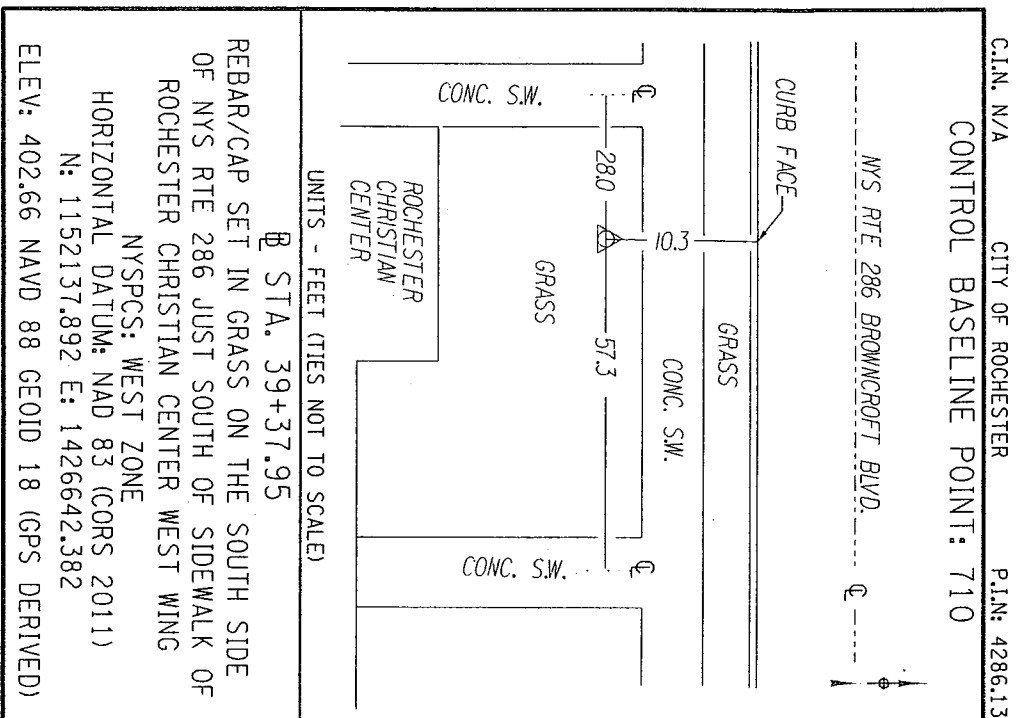 C.I.N. N/A CITY OF ROCHESTER P.I.N: 4286.13
CONTROL BASELINE POINT: 710
NYS RTE 286 BROWNCROFT BLVD. ℄
CURB FACE
GRASS
CONC. S.W.
10.3
℄
℄
28.0
57.3
CONC. S.W.
GRASS
CONC. S.W.
ROCHESTER
CHRISTIAN
CENTER
UNITS - FEET (TIES NOT TO SCALE)
BL STA. 39+37.95
REBAR/CAP SET IN GRASS ON THE SOUTH SIDE
OF NYS RTE 286 JUST SOUTH OF SIDEWALK OF
ROCHESTER CHRISTIAN CENTER WEST WING
NYSPCS: WEST ZONE
HORIZONTAL DATUM: NAD 83 (CORS 2011)
N: 1152137.892 E: 1426642.382
ELEV: 402.66 NAVD 88 GEOID 18 (GPS DERIVED)